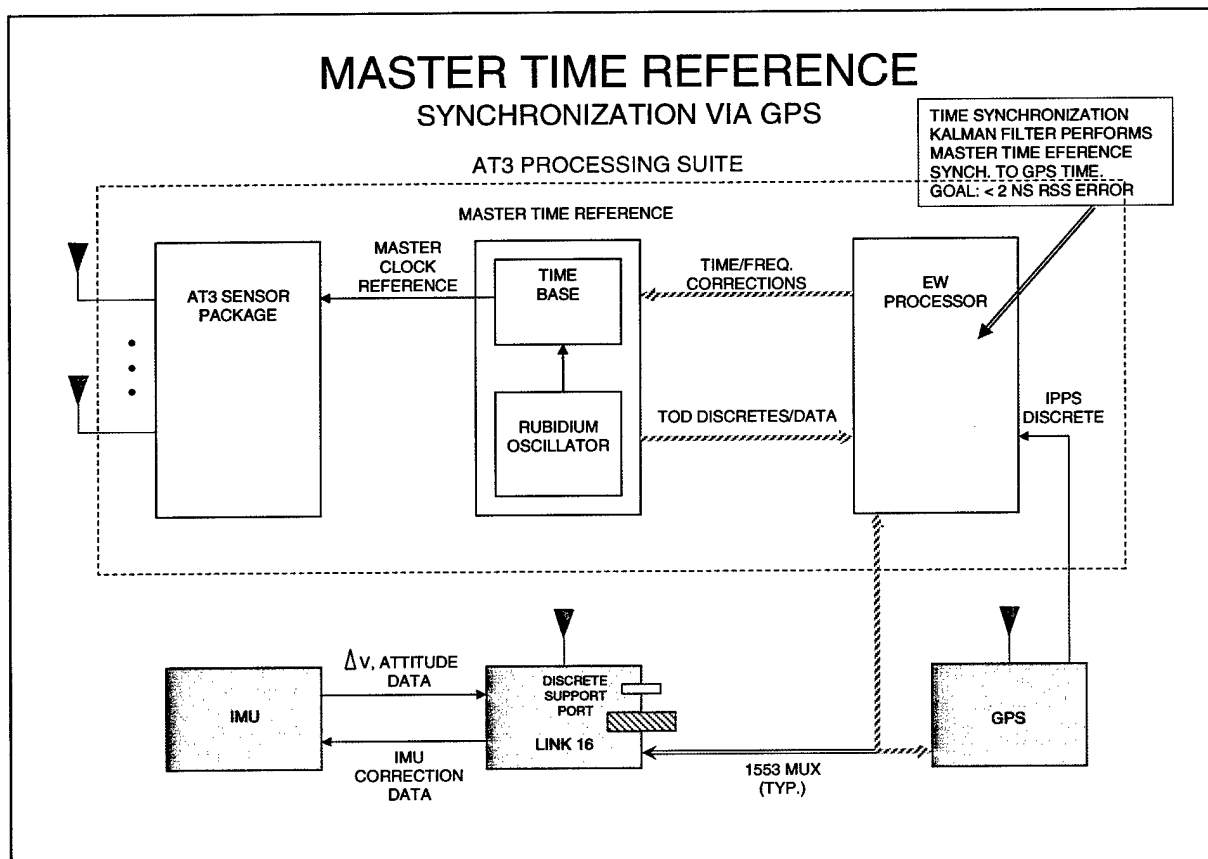 MASTER TIME REFERENCE
SYNCHRONIZATION VIA GPS
TIME SYNCHRONIZATION
KALMAN FILTER PERFORMS
MASTER TIME EFERENCE
SYNCH. TO GPS TIME.
GOAL: < 2 NS RSS ERROR
AT3 PROCESSING SUITE
MASTER TIME REFERENCE
AT3 SENSOR
PACKAGE
MASTER
CLOCK
REFERENCE
TIME
BASE
RUBIDIUM
OSCILLATOR
TIME/FREQ.
CORRECTIONS
TOD DISCRETES/DATA
EW
PROCESSOR
IPPS
DISCRETE
IMU
Δ V, ATTITUDE
DATA
IMU
CORRECTION
DATA
DISCRETE
SUPPORT
PORT
LINK 16
1553 MUX
(TYP.)
GPS